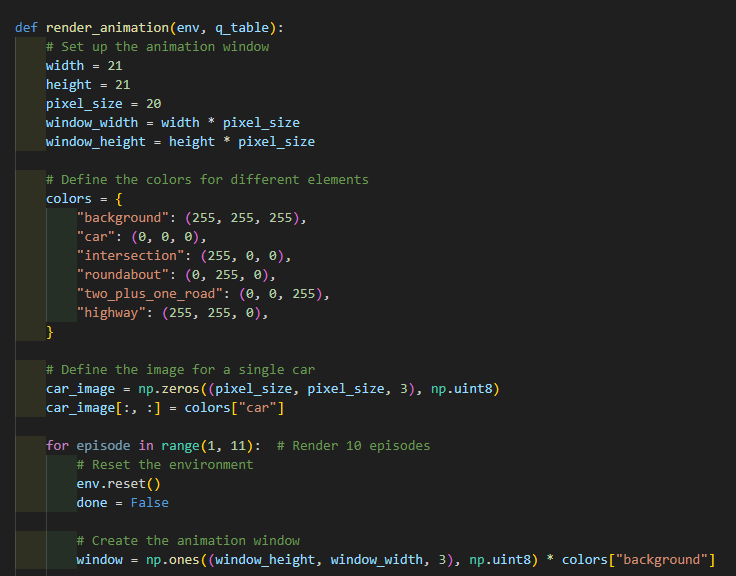 def render_animation(env, q_table):
    # Set up the animation window
    width = 21
    height = 21
    pixel_size = 20
    window_width = width * pixel_size
    window_height = height * pixel_size

    # Define the colors for different elements
    colors = {
        "background": (255, 255, 255),
        "car": (0, 0, 0),
        "intersection": (255, 0, 0),
        "roundabout": (0, 255, 0),
        "two_plus_one_road": (0, 0, 255),
        "highway": (255, 255, 0),
    }

    # Define the image for a single car
    car_image = np.zeros((pixel_size, pixel_size, 3), np.uint8)
    car_image[:, :] = colors["car"]

    for episode in range(1, 11):  # Render 10 episodes
        # Reset the environment
        env.reset()
        done = False

        # Create the animation window
        window = np.ones((window_height, window_width, 3), np.uint8) * colors["background"]